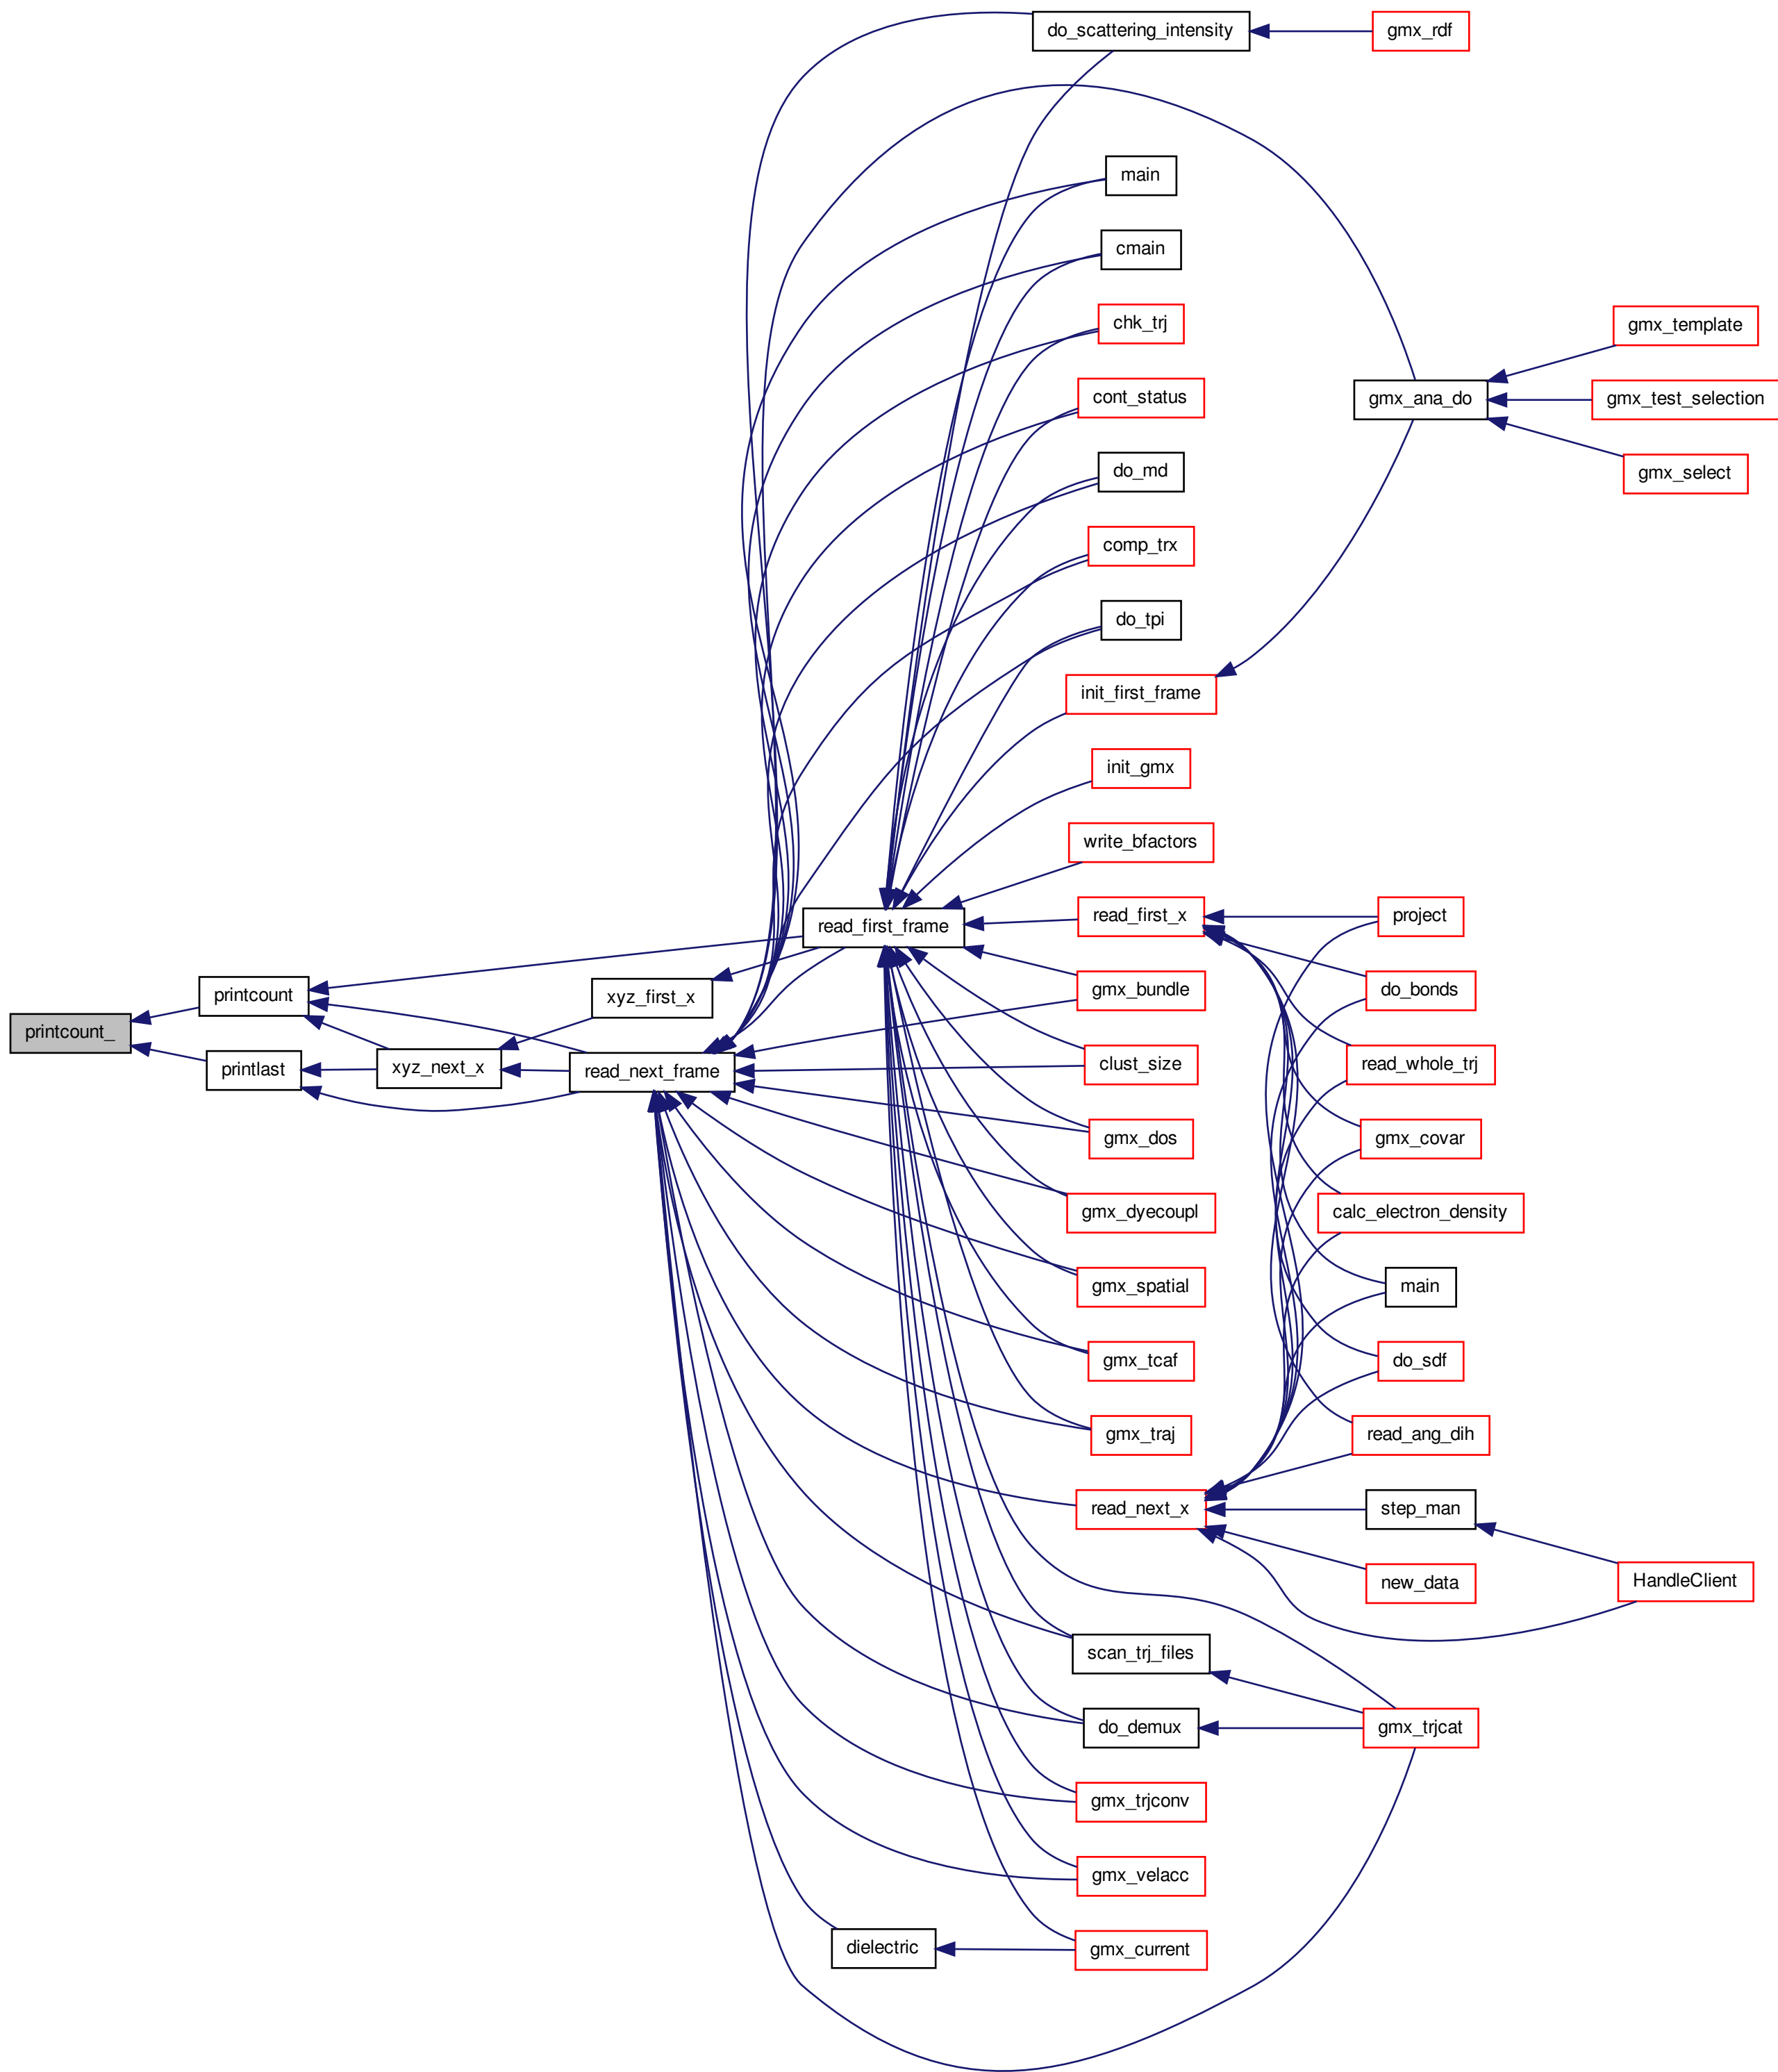 do_scattering_intensity
gmx_rdf
main
cmain
chk_trj
gmx_template
cont_status
gmx_ana_do
gmx_test_selection
do_md
gmx_select
comp_trx
do_tpi
init_first_frame
init_gmx
write_bfactors
read_first_frame
read_first_x
project
printcount
xyz_first_x
gmx_bundle
do_bonds
printcount_
printlast
xyz_next_x
read_next_frame
clust_size
read_whole_trj
gmx_dos
gmx_covar
gmx_dyecoupl
calc_electron_density
gmx_spatial
main
gmx_tcaf
do_sdf
gmx_traj
read_ang_dih
read_next_x
step_man
new_data
HandleClient
scan_trj_files
do_demux
gmx_trjcat
gmx_trjconv
gmx_velacc
dielectric
gmx_current